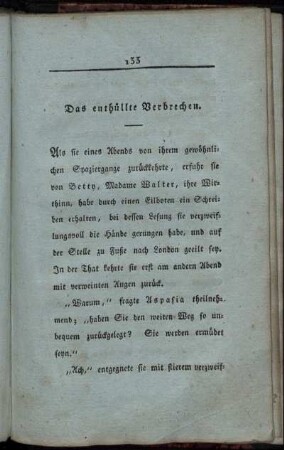 133
Das enthüllte Verbrechen.
Als sie eines Abends von ihrem gewöhnli-
chen Spaziergange zurückkehrte, erfuhr sie
von Betty, Madame Walter, ihre Wir-
thinn, habe durch einen Eilboten ein Schrei-
ben erhalten, bei dessen Lesung sie verzweif-
lungsvoll die Hände gerungen habe, und auf
der Stelle zu Fuße nach London geeilt sey.
In der That kehrte sie erst am andern Abend
mit verweinten Augen zurück.
„Warum,“ fragte Aspasia theilneh-
mend; „haben Sie den weiten Weg so un-
bequem zurückgelegt? Sie werden ermüdet
seyn.“
„Ach,“ entgegnete sie mit stierem verzweif-